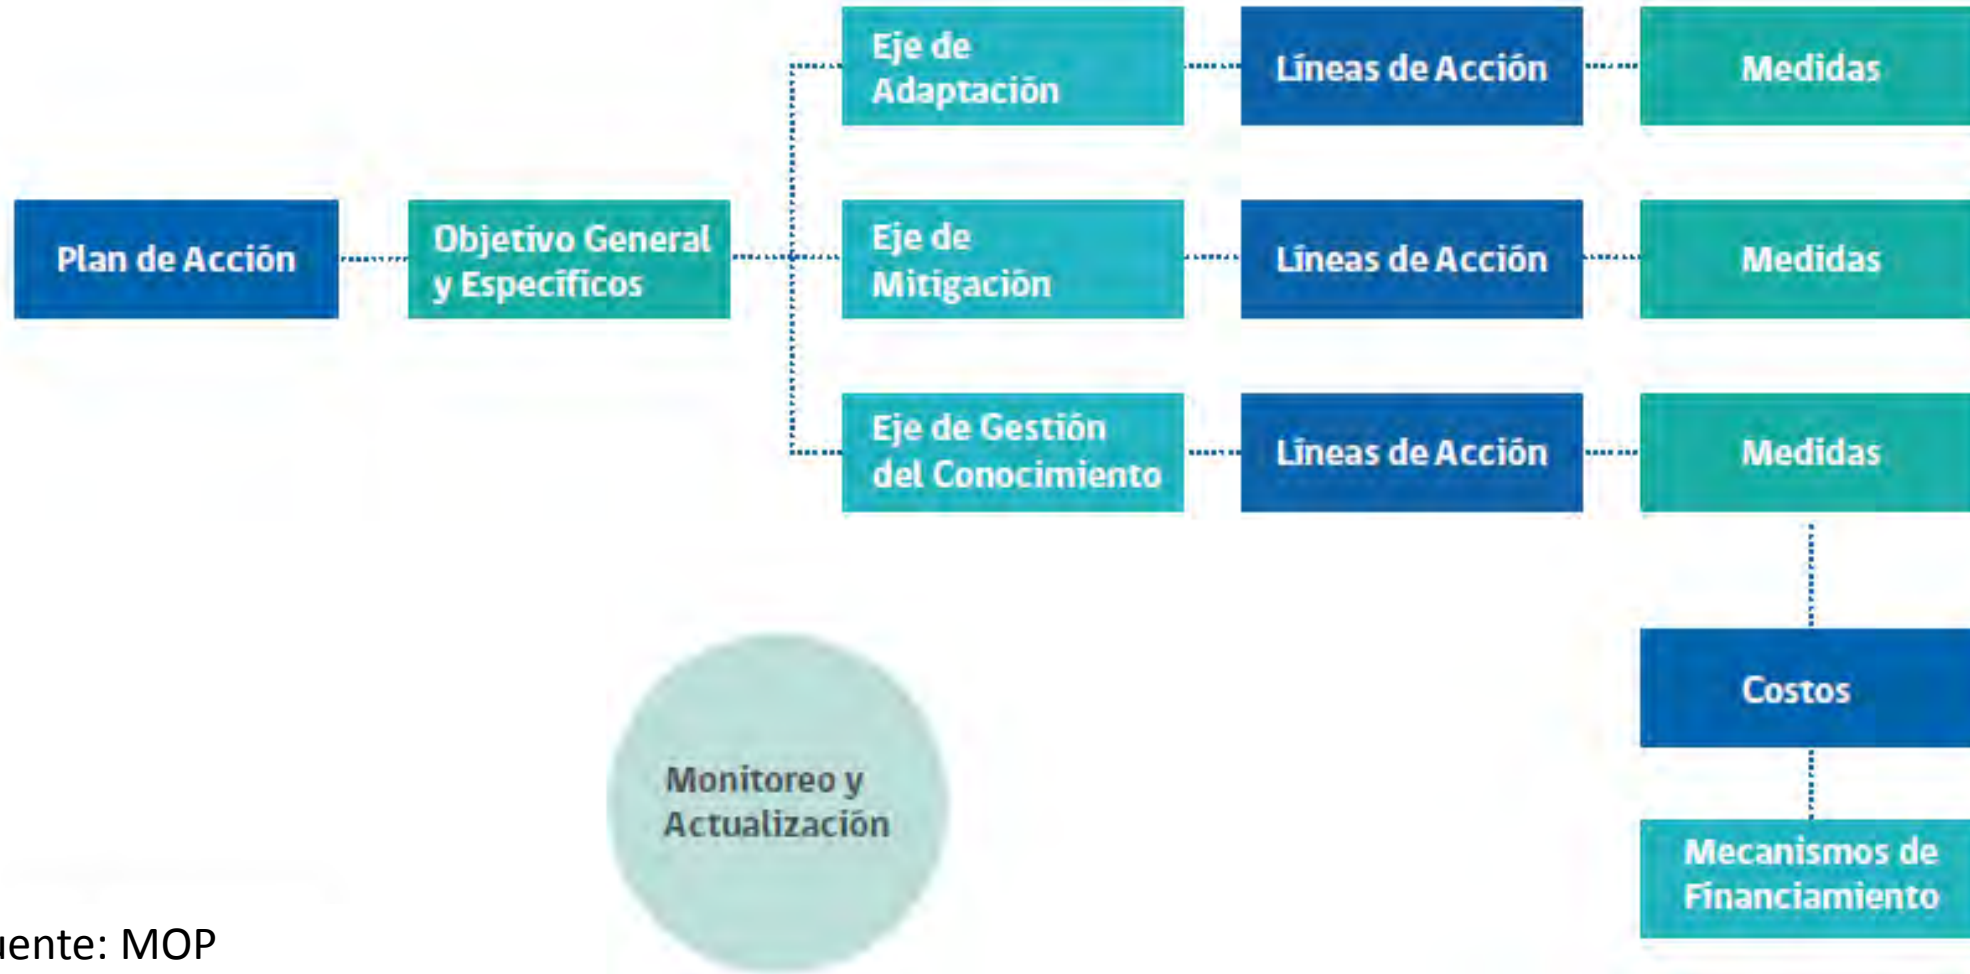 Eje de
Adaptación
Líneas de Acción
Medidas
Plan de Acción
Objetivo General
y Específicos
Eje de
Mitigación
Líneas de Acción
Medidas
Eje de Gestión
del Conocimiento
Líneas de Acción
Medidas
Costos
Monitoreo y
Actualización
Mecanismos de
Financiamiento
uente: MOP